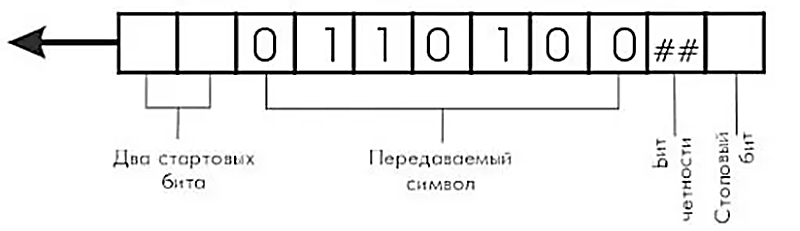 0 1 1 0 1 0 0 ##
Два стартовых
бита
Передаваемый
символ
Бит
четности
Стоповый
бит